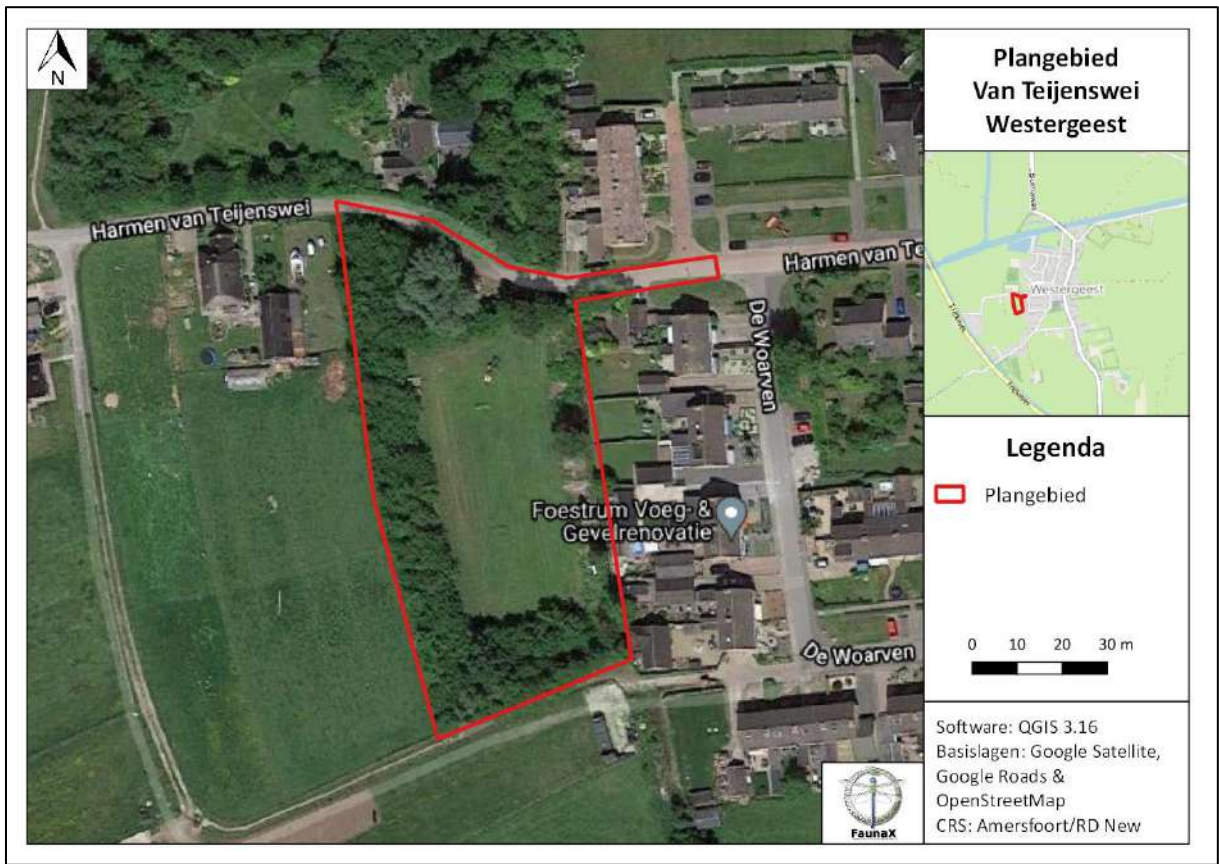 N
Harmen van Teijenswei
Harmen van Te
De Woarven
Foestrum Voeg- &
Gevelrenovatie
De Woarven
Plangebied
Van Teijenswei
Westergeest
Westergeest
Legenda
Plangebied
0 10 20 30 m
Software: QGIS 3.16
Basislagen: Google Satellite,
Google Roads &
OpenStreetMap
CRS: Amersfoort/RD New
FaunaX